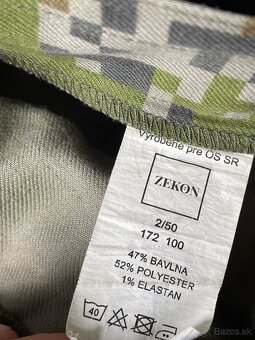 Vyrobené pre OS SR
ZEKON
2/50
172 100
47% BAVLNA
52% POLYESTER
1% ELASTAN
40
Bazos.sk